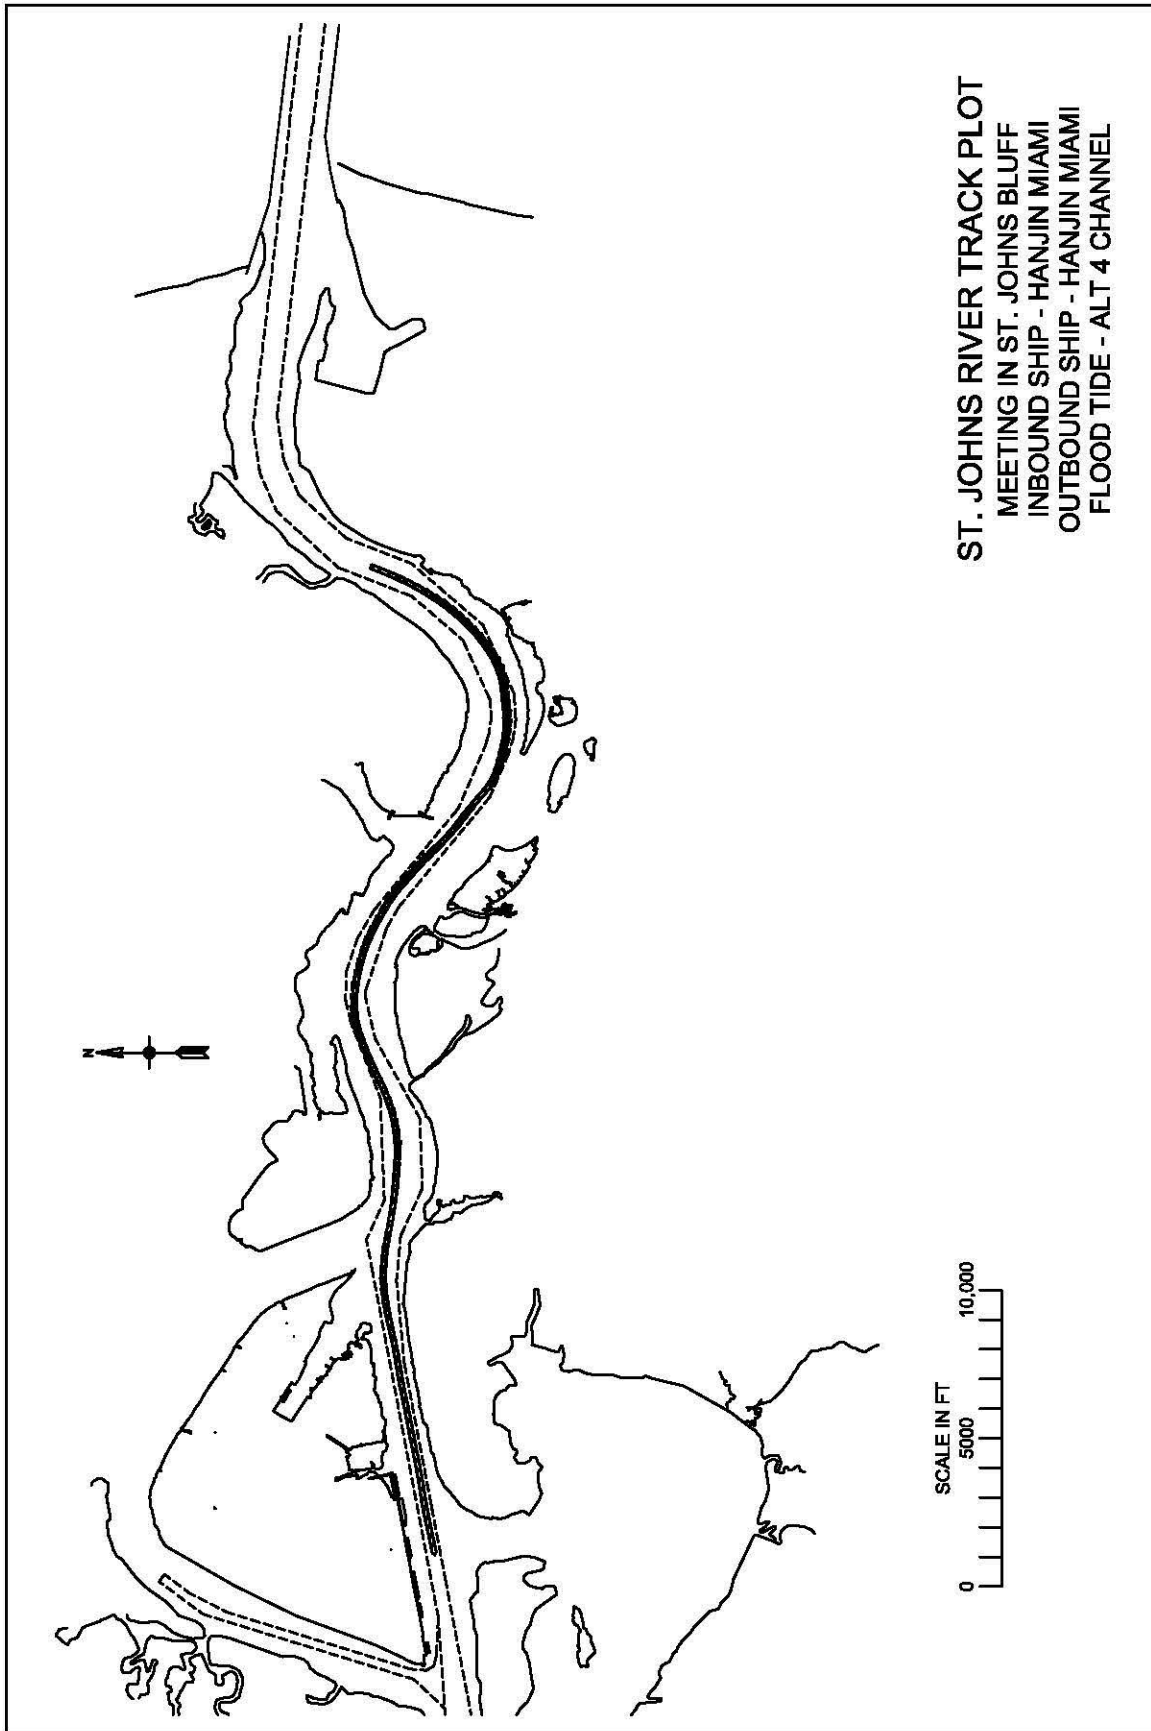 ST. JOHNS RIVER TRACK PLOT
MEETING IN ST. JOHNS BLUFF
INBOUND SHIP - HANJIN MIAMI
OUTBOUND SHIP - HANJIN MIAMI
FLOOD TIDE - ALT 4 CHANNEL
N
SCALE IN FT
0 5000 10,000